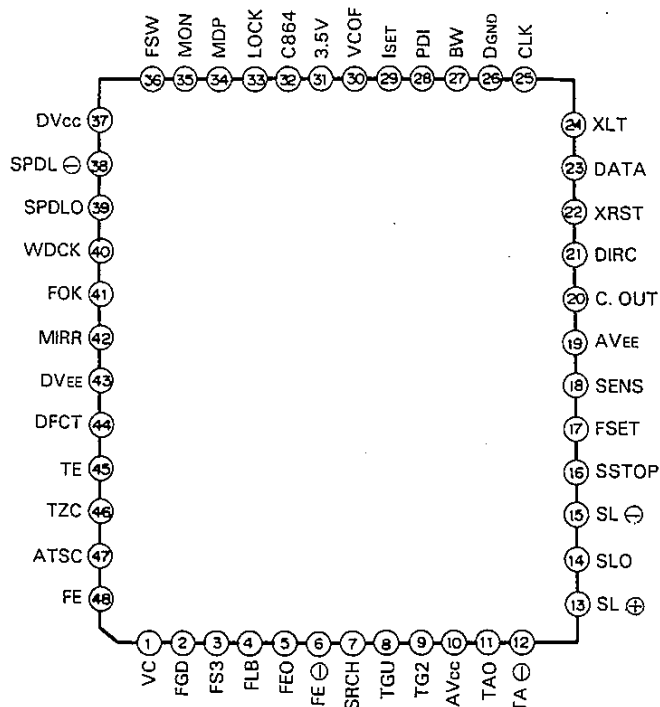 FSW MON MDP LOCK C864 3.5V VCOF ISET PDI BW DGND CLK
36 35 34 33 32 31 30 29 28 27 26 25
DVCC 37
SPDL ⊖ 38
SPDLO 39
WDCK 40
FOK 41
MIRR 42
DVEE 43
DFCT 44
TE 45
TZC 46
ATSC 47
FE 48
24 XLT
23 DATA
22 XRST
21 DIRC
20 C. OUT
19 AVEE
18 SENS
17 FSET
16 SSTOP
15 SL ⊖
14 SLO
13 SL ⊕
1 2 3 4 5 6 7 8 9 10 11 12
VC FGD FS3 FLB FEO FE ⊖ SRCH TGU TG2 AVCC TAO TA ⊖